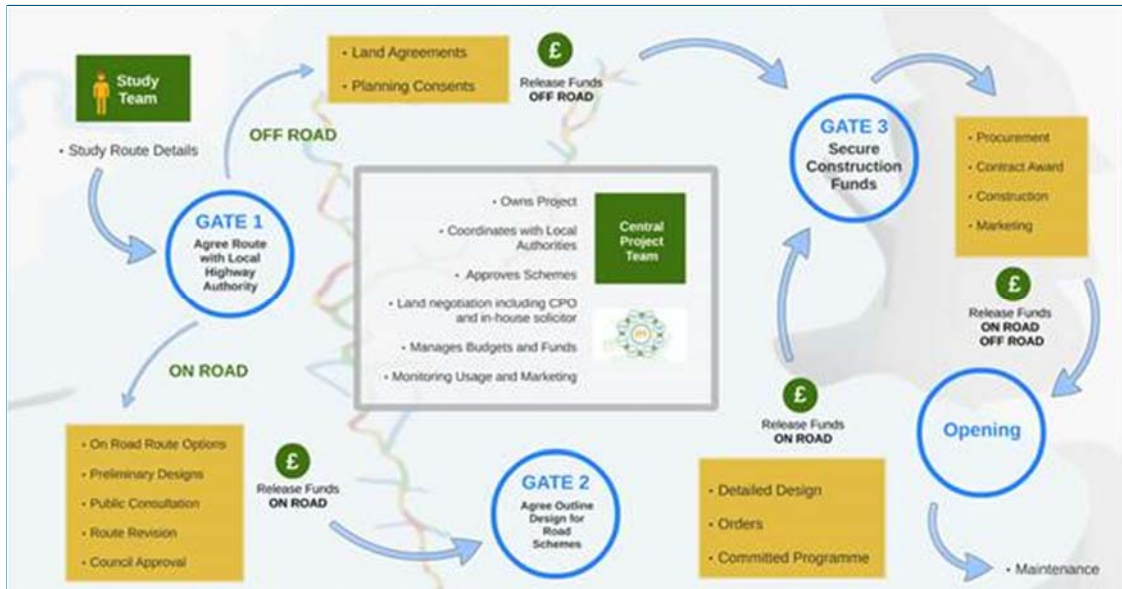 Study
Team
• Study Route Details
OFF ROAD
• Land Agreements
• Planning Consents
£
Release Funds
OFF ROAD
GATE 1
Agree Route
with Local
Highway
Authority
ON ROAD
• On Road Route Options
• Preliminary Designs
• Public Consultation
• Route Revision
• Council Approval
£
Release Funds
ON ROAD
GATE 2
Agree Outline
Design for
Road
Schemes
• Owns Project
• Coordinates with Local
Authorities
• Approves Schemes
• Land negotiation including CPO
and in-house solicitor
• Manages Budgets and Funds
• Monitoring Usage and Marketing
Central
Project
Team
• Detailed Design
• Orders
• Committed Programme
£
Release Funds
ON ROAD
GATE 3
Secure
Construction
Funds
• Procurement
• Contract Award
• Construction
• Marketing
£
Release Funds
ON ROAD
OFF ROAD
Opening
• Maintenance